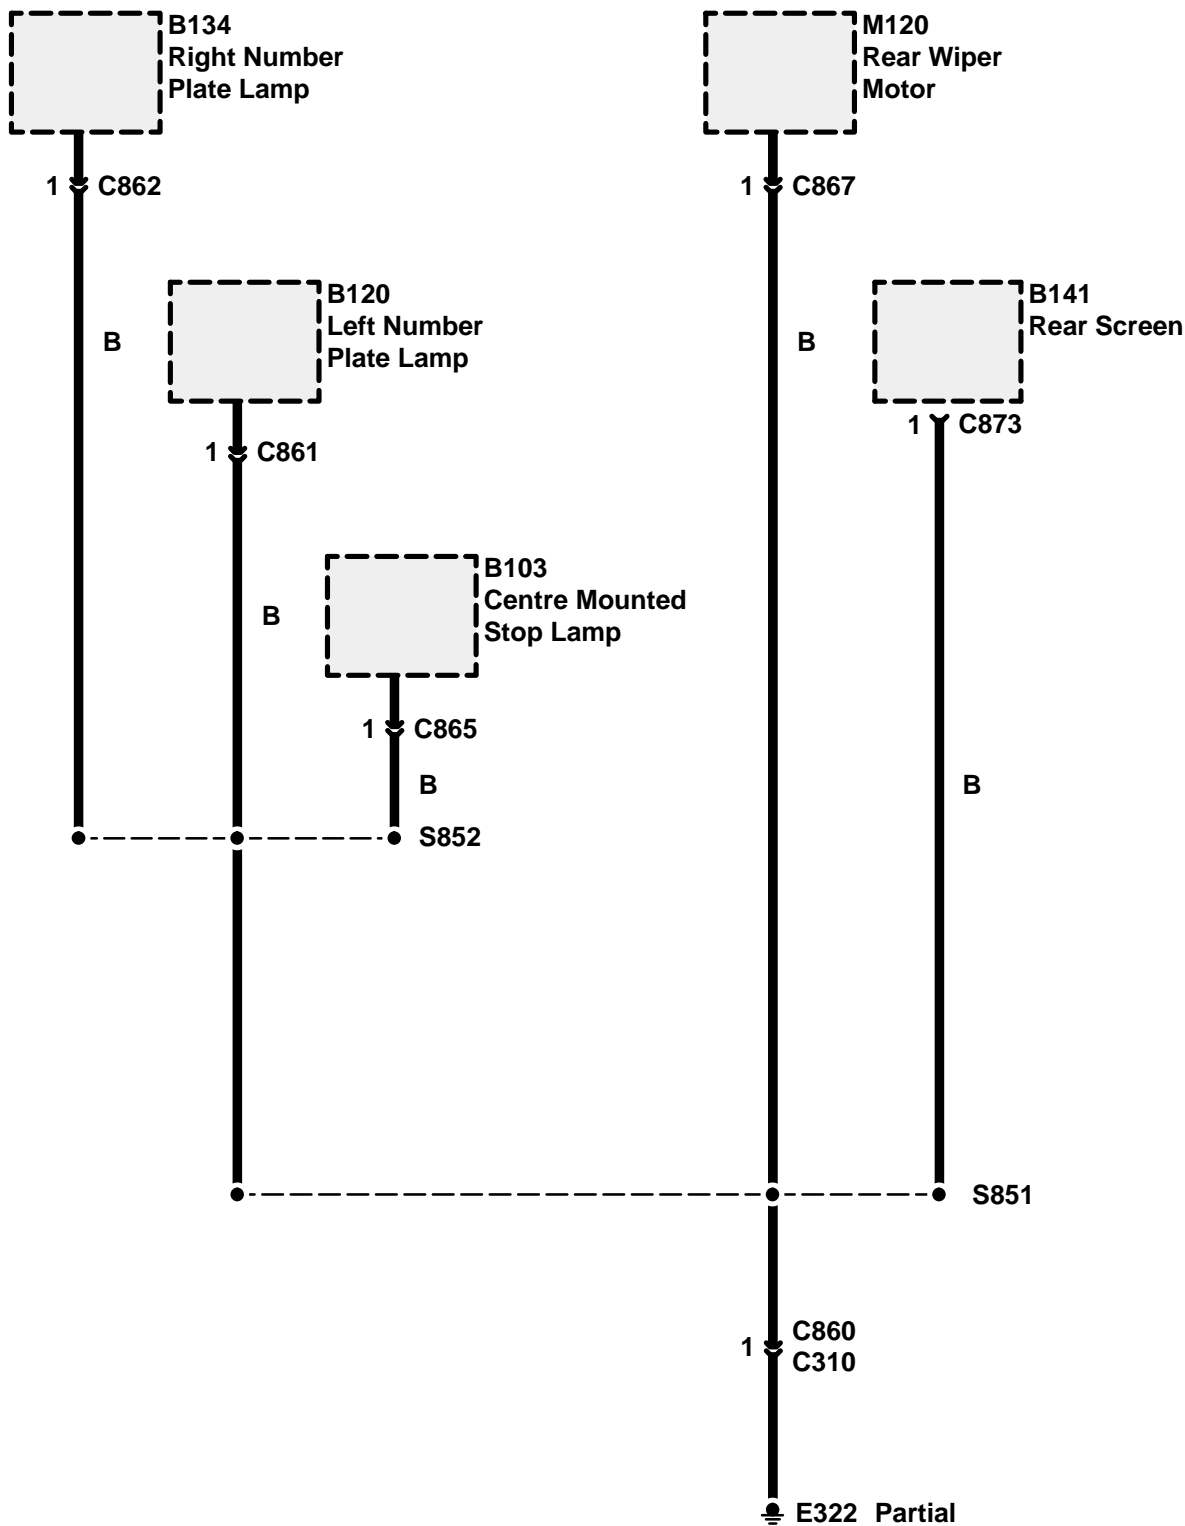 B134
Right Number
Plate Lamp
M120
Rear Wiper
Motor
1 C862
1 C867
B120
Left Number
Plate Lamp
B141
Rear Screen
B
B
1 C873
1 C861
B103
Centre Mounted
Stop Lamp
B
1 C865
B
B
S852
S851
1
C860
C310
E322 Partial